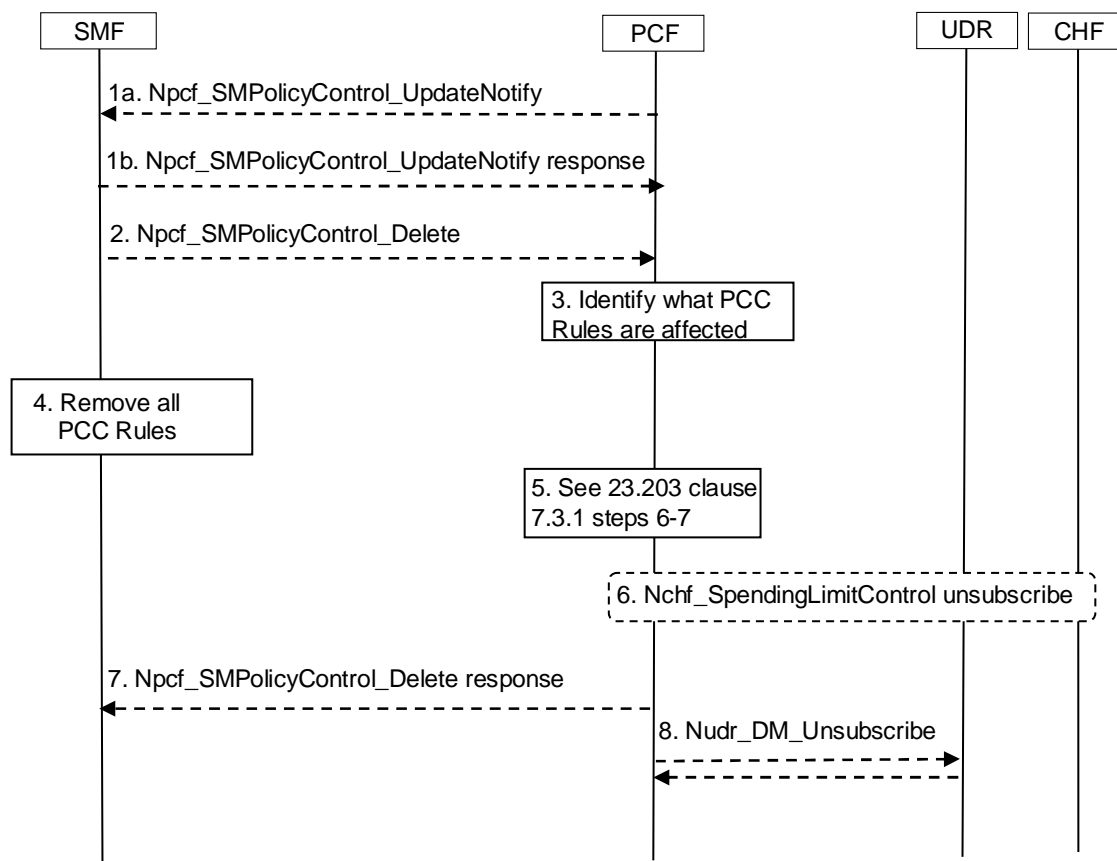 SMF
PCF
UDR
CHF
1a. Npcf_SMPolicyControl_UpdateNotify
1b. Npcf_SMPolicyControl_UpdateNotify response
2. Npcf_SMPolicyControl_Delete
3. Identify what PCC
Rules are affected
4. Remove all
PCC Rules
5. See 23.203 clause
7.3.1 steps 6-7
6. Nchf_SpendingLimitControl unsubscribe
7. Npcf_SMPolicyControl_Delete response
8. Nudr_DM_Unsubscribe